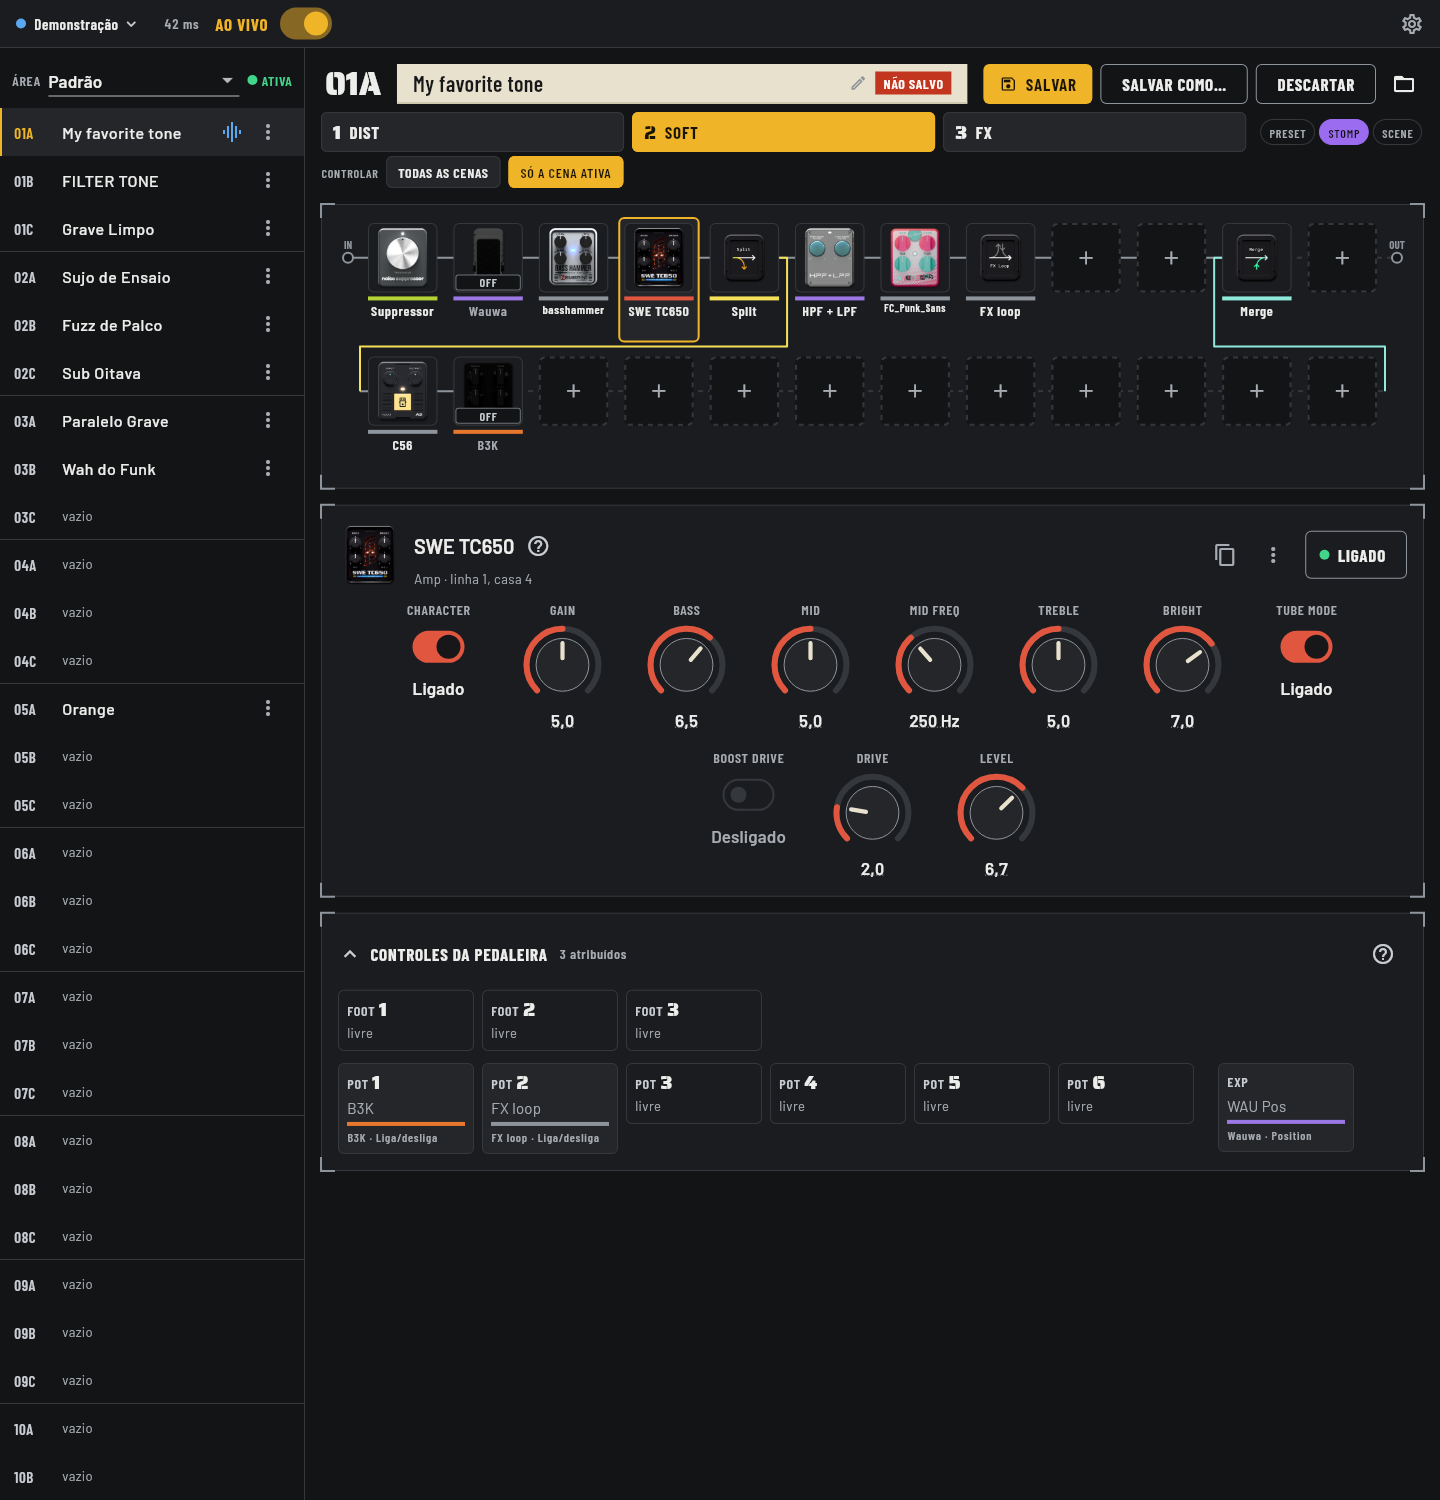 Demonstração
42 ms
AO VIVO
ÁREA Padrão
ATIVA
01A My favorite tone
01B FILTER TONE
01C Grave Limpo
02A Sujo de Ensaio
02B Fuzz de Palco
02C Sub Oitava
03A Paralelo Grave
03B Wah do Funk
03C vazio
04A vazio
04B vazio
04C vazio
05A Orange
05B vazio
05C vazio
06A vazio
06B vazio
06C vazio
07A vazio
07B vazio
07C vazio
08A vazio
08B vazio
08C vazio
09A vazio
09B vazio
09C vazio
10A vazio
10B vazio
01A My favorite tone NÃO SALVO SALVAR SALVAR COMO... DESCARTAR
1 DIST 2 SOFT 3 FX PRESET STOMP SCENE
CONTROLAR TODAS AS CENAS SÓ A CENA ATIVA
IN
OUT
Split
Merge
FX Loop
HPF+LPF
OFF
Suppressor Wauwa basshammer SWE TC650 Split HPF + LPF FC_Punk_Sans FX loop Merge
OFF
C56 B3K
SWE TC650
SWE TC650
Amp · linha 1, casa 4
LIGADO
CHARACTER GAIN BASS MID MID FREQ TREBLE BRIGHT TUBE MODE
Ligado 5,0 6,5 5,0 250 Hz 5,0 7,0 Ligado
BOOST DRIVE DRIVE LEVEL
Desligado 2,0 6,7
CONTROLES DA PEDALEIRA 3 atribuídos
FOOT 1 FOOT 2 FOOT 3
livre livre livre
POT 1 POT 2 POT 3 POT 4 POT 5 POT 6 EXP
B3K FX loop livre livre livre livre WAU Pos
B3K · Liga/desliga FX loop · Liga/desliga Wauwa · Position